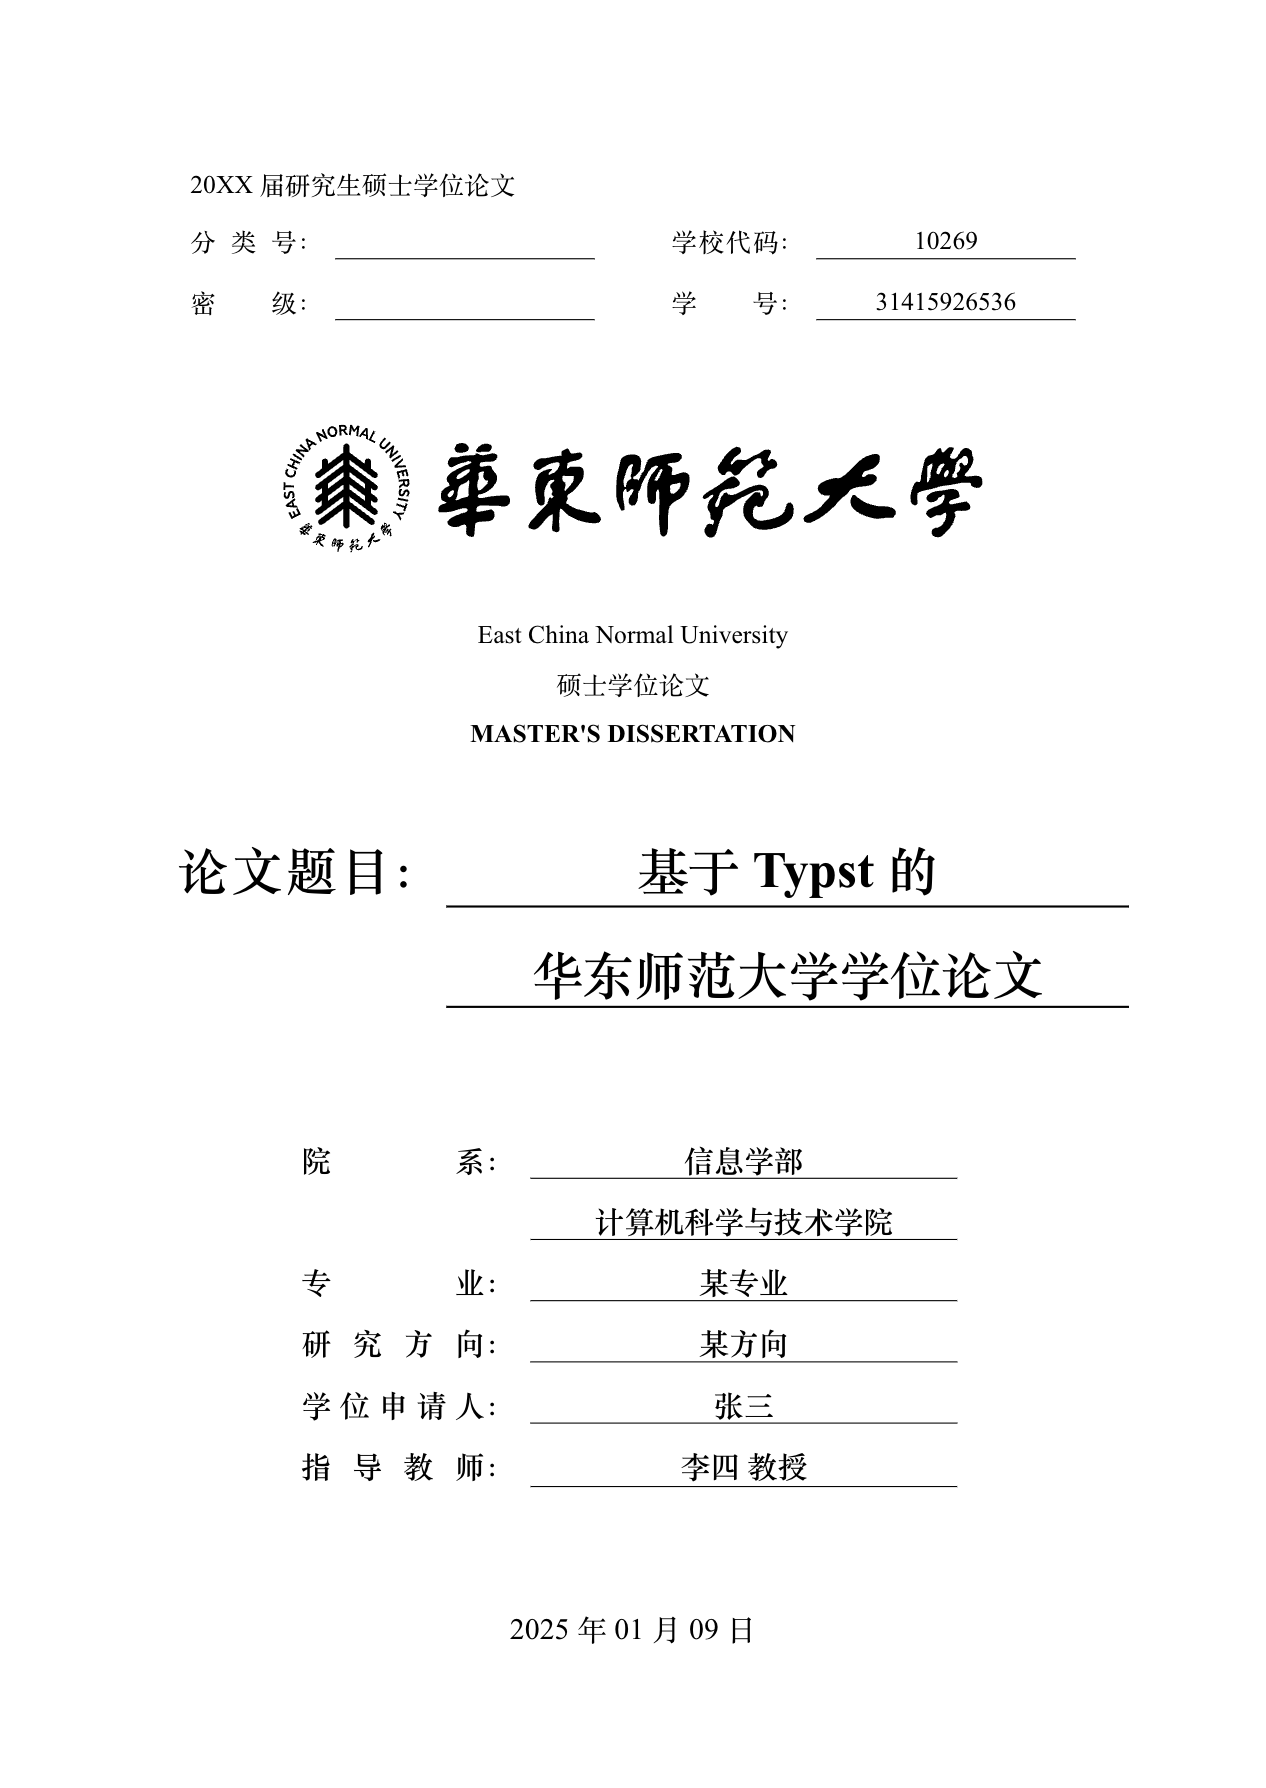 20XX 届研究生硕士学位论文
分类号： 学校代码： 10269
密级： 学号： 31415926536
EAST CHINA NORMAL UNIVERSITY
華東師範大學
華東師範大學
East China Normal University
硕士学位论文
MASTER'S DISSERTATION
论文题目： 基于 Typst 的
华东师范大学学位论文
院系： 信息学部
计算机科学与技术学院
专业： 某专业
研究方向： 某方向
学位申请人： 张三
指导教师： 李四 教授
2025 年 01 月 09 日